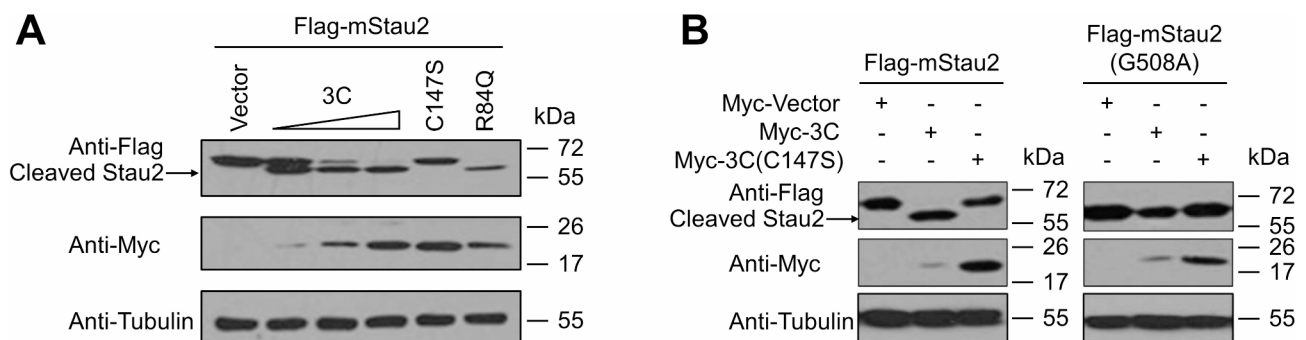 A
Flag-mStau2
Vector
3C
C147S
R84Q
kDa
Anti-Flag
72
Cleaved Stau2
55
Anti-Myc
26
17
Anti-Tubulin
55
B
Flag-mStau2
Flag-mStau2
(G508A)
Myc-Vector + - - + - -
Myc-3C - + - - + -
Myc-3C(C147S) - - + - - +
kDa kDa
Anti-Flag 72 72
Cleaved Stau2 55 55
Anti-Myc 26 26
17 17
Anti-Tubulin 55 55